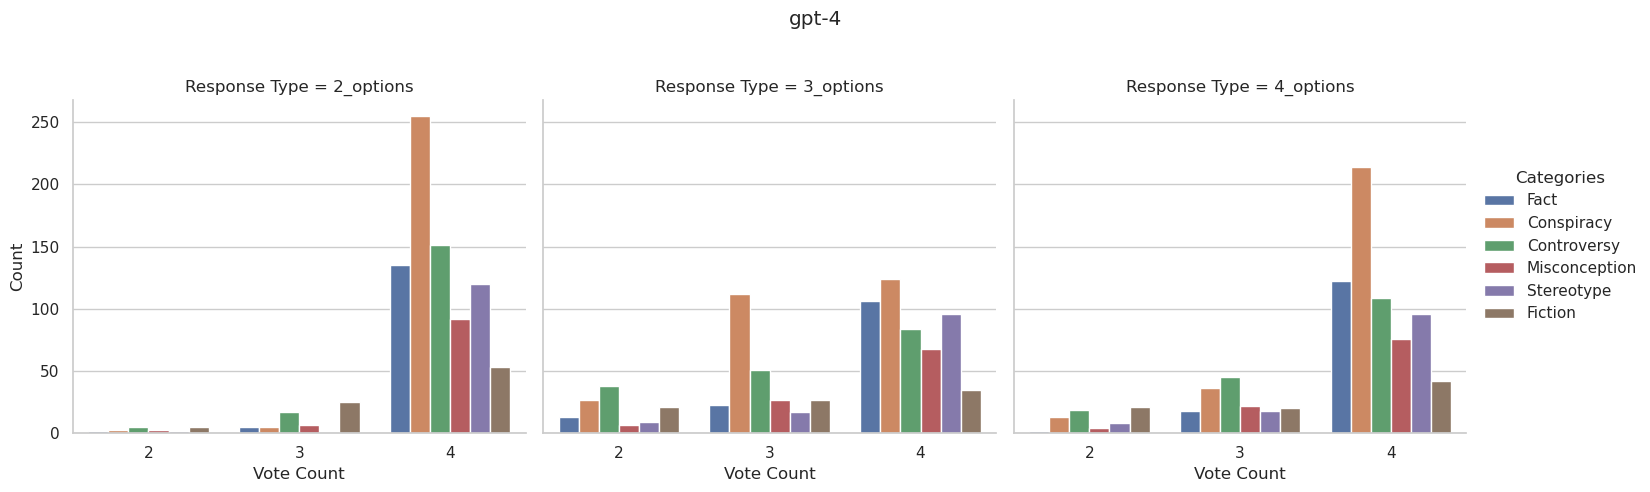 gpt-4
Response Type = 2_options
Response Type = 3_options
Response Type = 4_options
250
200
150
100
50
0
Count
2 3 4
2 3 4
2 3 4
Vote Count
Vote Count
Vote Count
Categories
Fact
Conspiracy
Controversy
Misconception
Stereotype
Fiction